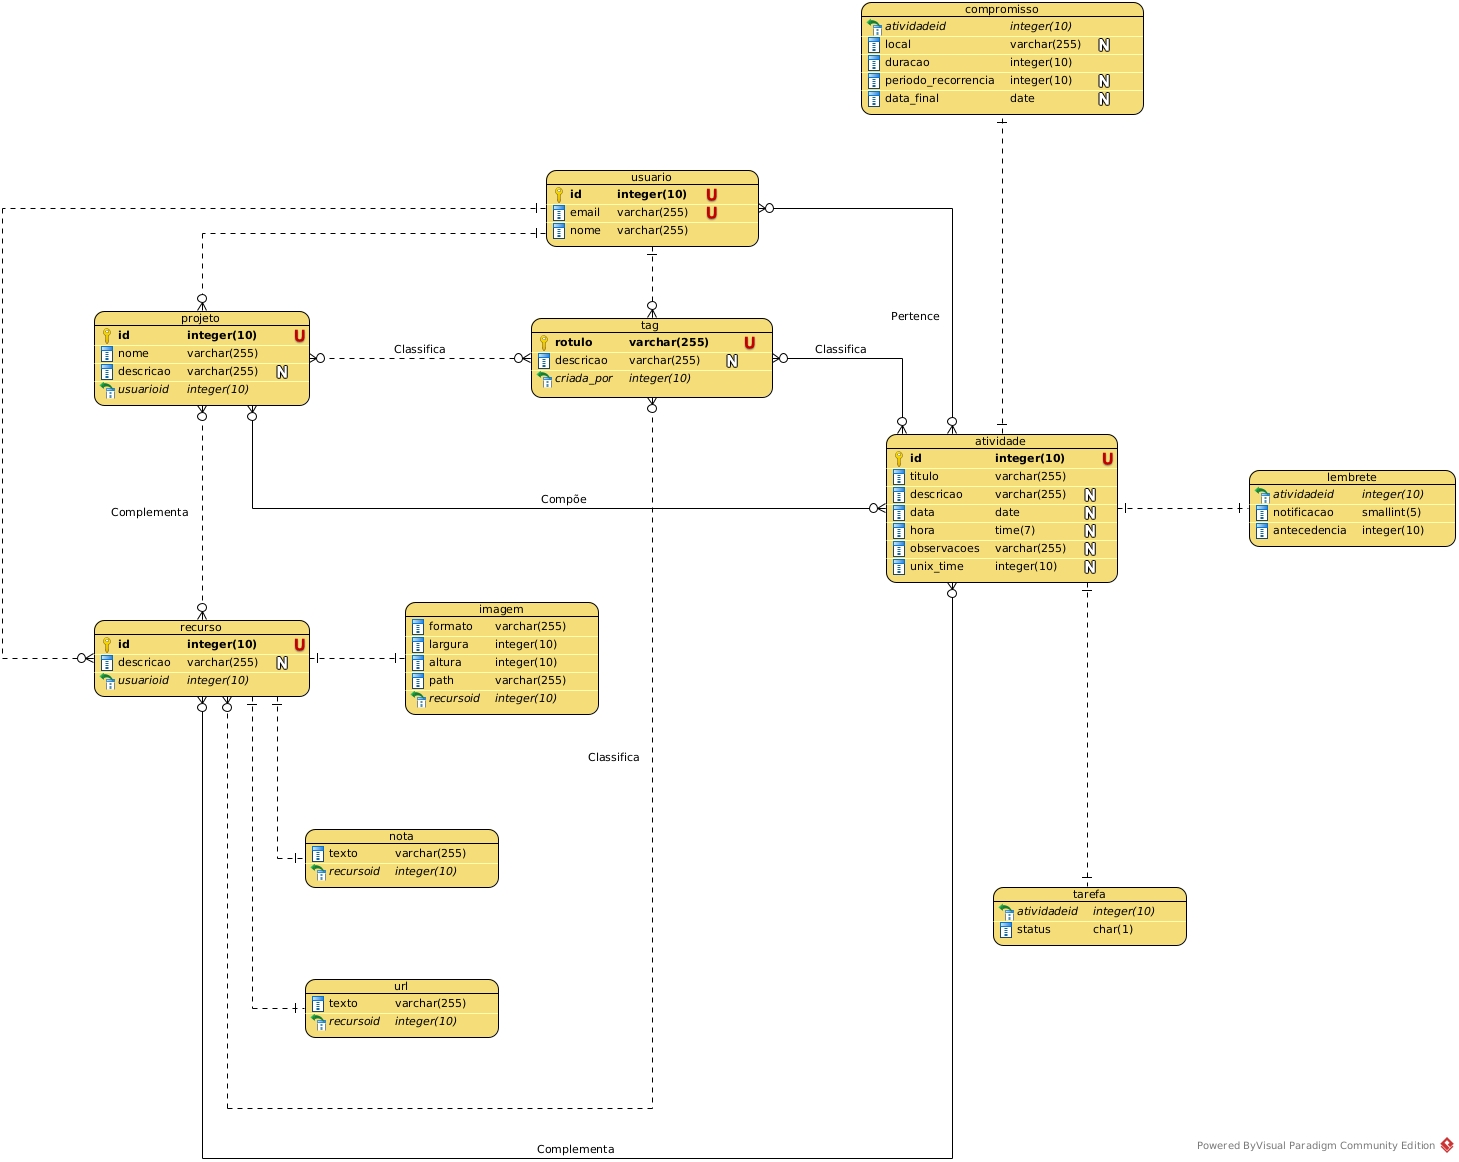 compromisso
atividadeid integer(10)
local varchar(255) N
duracao integer(10)
periodo_recorrencia integer(10) N
data_final date N
usuario
id integer(10) U
email varchar(255) U
nome varchar(255)
Pertence
projeto
id integer(10) U
nome varchar(255)
descricao varchar(255) N
usuarioid integer(10)
Classifica
tag
rotulo varchar(255) U
descricao varchar(255) N
criada_por integer(10)
Classifica
atividade
id integer(10) U
titulo varchar(255)
descricao varchar(255) N
data date N
hora time(7) N
observacoes varchar(255) N
unix_time integer(10) N
lembrete
atividadeid integer(10)
notificacao smallint(5)
antecedencia integer(10)
Compõe
Complementa
recurso
id integer(10) U
descricao varchar(255) N
usuarioid integer(10)
imagem
formato varchar(255)
largura integer(10)
altura integer(10)
path varchar(255)
recursoid integer(10)
Classifica
nota
texto varchar(255)
recursoid integer(10)
tarefa
atividadeid integer(10)
status char(1)
url
texto varchar(255)
recursoid integer(10)
Complementa
Powered ByVisual Paradigm Community Edition